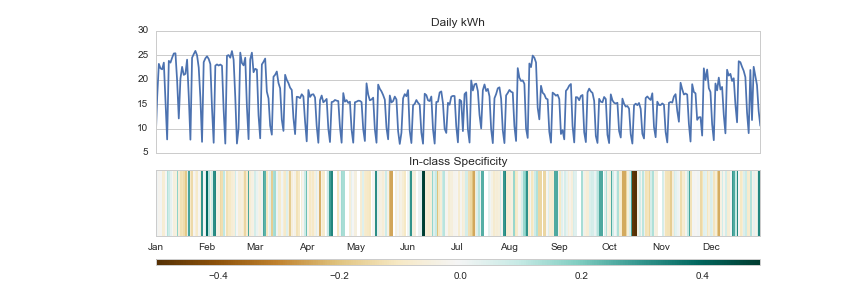 Daily kWh
30
25
20
15
10
5
In-class Specificity
Jan Feb Mar Apr May Jun Jul Aug Sep Oct Nov Dec
−0.4 −0.2 0.0 0.2 0.4